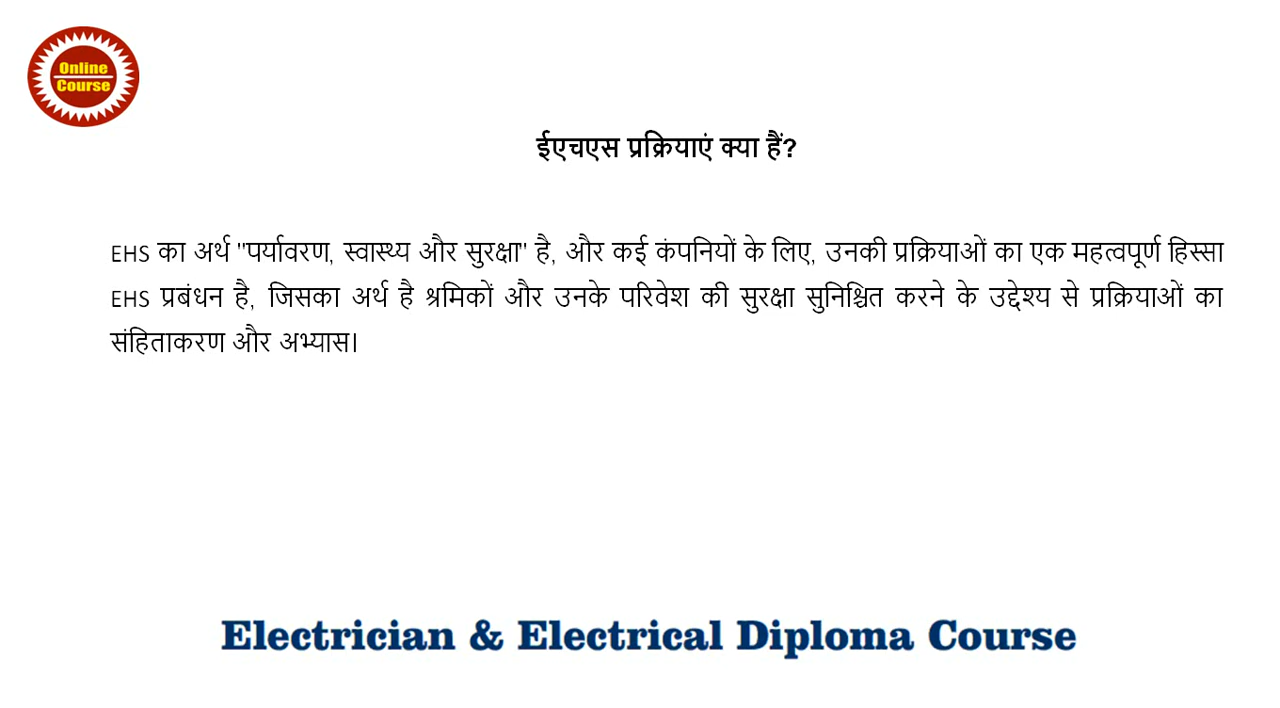 Online
Course
ईएचएस प्रक्रियाएं क्या हैं?
EHS का अर्थ "पर्यावरण, स्वास्थ्य और सुरक्षा" है, और कई कंपनियों के लिए, उनकी प्रक्रियाओं का एक महत्वपूर्ण हिस्सा
EHS प्रबंधन है, जिसका अर्थ है श्रमिकों और उनके परिवेश की सुरक्षा सुनिश्चित करने के उद्देश्य से प्रक्रियाओं का
संहिताकरण और अभ्यास।
Electrician & Electrical Diploma Course